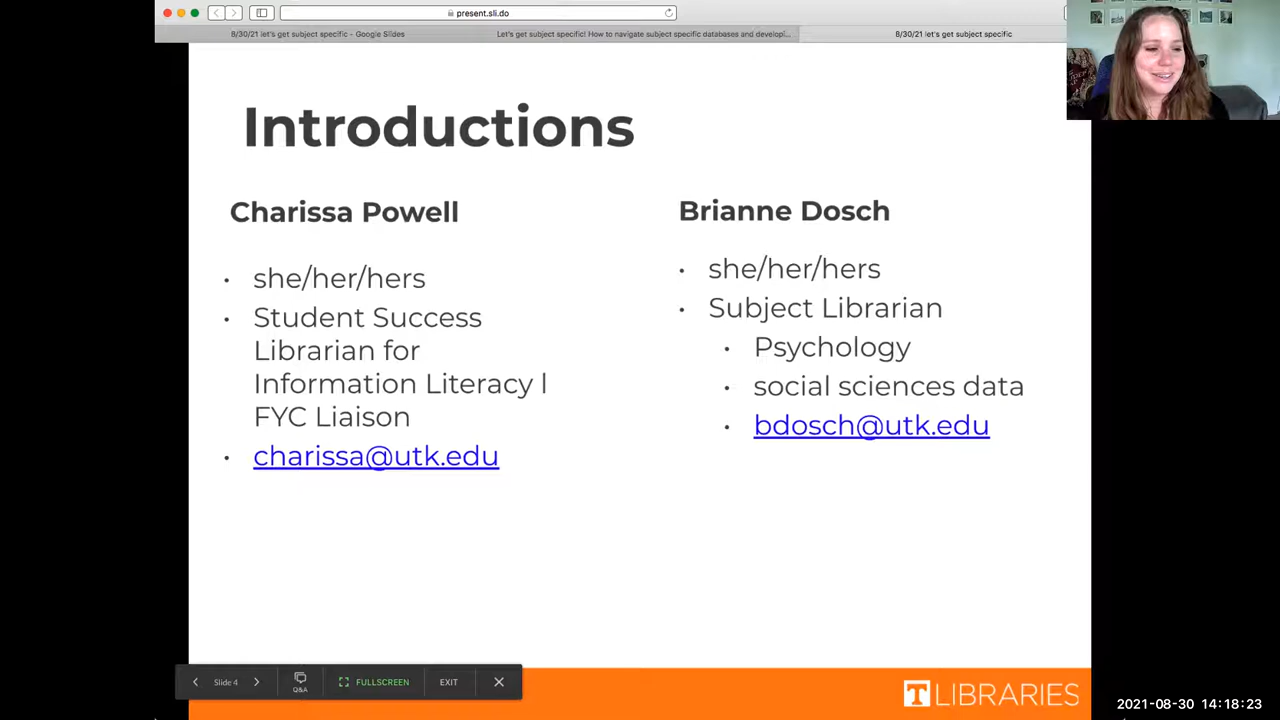 present.sli.do
8/30/21 let's get subject specific - Google Slides
Let's get subject specific! How to navigate subject specific databases and developi...
8/30/21 let's get subject specific
Introductions
Charissa Powell
she/her/hers
Student Success
Librarian for
Information Literacy |
FYC Liaison
charissa@utk.edu
Brianne Dosch
she/her/hers
Subject Librarian
Psychology
social sciences data
bdosch@utk.edu
Slide 4
Q&A
FULLSCREEN
EXIT
T LIBRARIES
2021-08-30 14:18:23